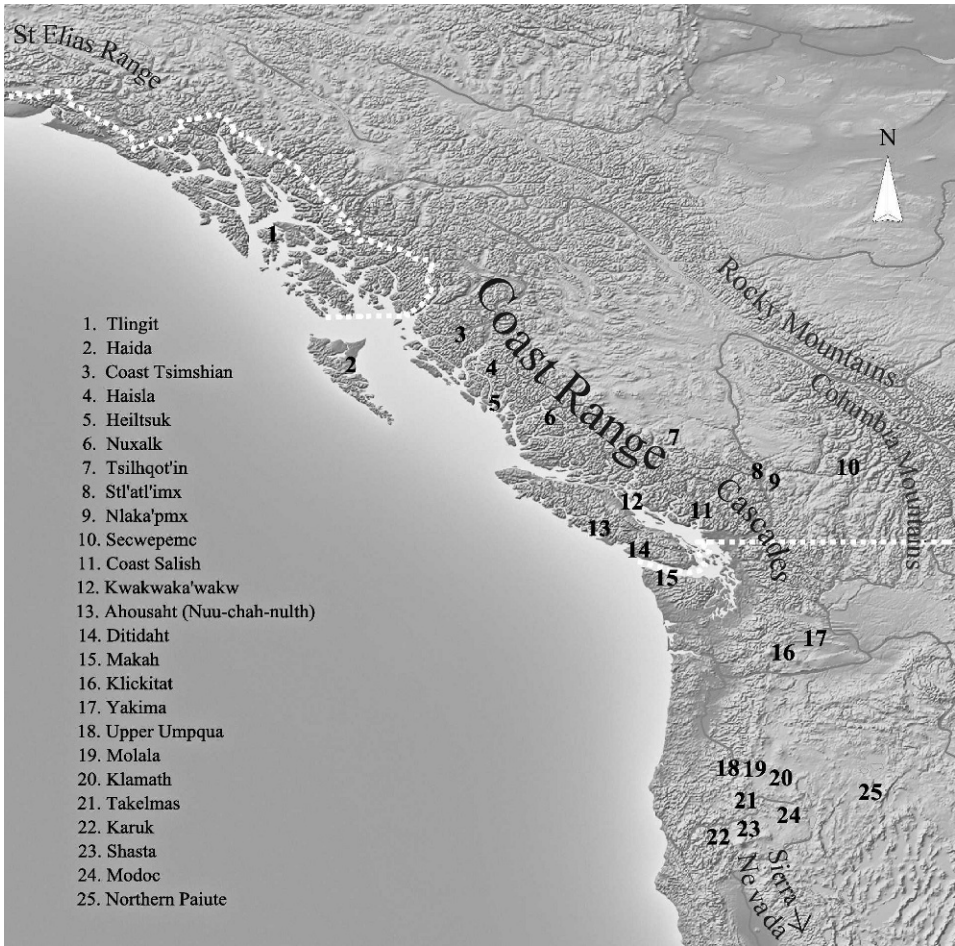 St Elias Range
N
1
Rocky Mountains
Coast Range
Columbia Mountains
1. Tlingit
2. Haida
3. Coast Tsimshian
4. Haisla
5. Heiltsuk
6. Nuxalk
7. Tsilhqot'in
8. Stl'atl'imx
9. Nlaka'pmx
10. Secwepemc
11. Coast Salish
12. Kwakwaka'wakw
13. Ahousaht (Nuu-chah-nulth)
14. Ditidaht
15. Makah
16. Klickitat
17. Yakima
18. Upper Umpqua
19. Molala
20. Klamath
21. Takelmas
22. Karuk
23. Shasta
24. Modoc
25. Northern Paiute
2
3
4
5
6
7
8
9
10
Cascades
11
12
13
14
15
16
17
18
19
20
21
22
23
24
25
Sierra
Nevada